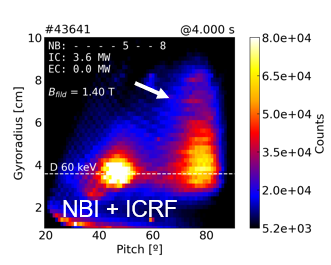 #43641 @4.000 s
NB: - - - - 5 - - 8
IC: 3.6 MW
EC: 0.0 MW
B_fild = 1.40 T
D 60 keV
NBI + ICRF
Gyroradius [cm]
10
8
6
4
2
20 40 60 80
Pitch [º]
8.0e+04
6.5e+04
5.0e+04
3.5e+04
2.0e+04
5.2e+03
Counts